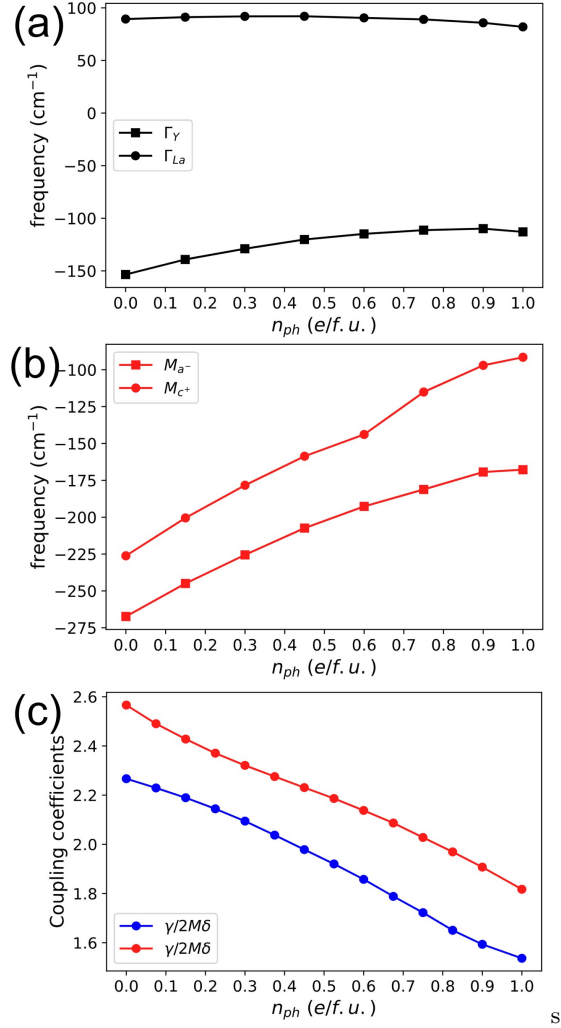 (a)
frequency (cm⁻¹)
100
50
0
−50
−100
−150
Γ_Y
Γ_La
0.0 0.1 0.2 0.3 0.4 0.5 0.6 0.7 0.8 0.9 1.0
n_ph (e/f.u.)
(b)
frequency (cm⁻¹)
−100
−125
−150
−175
−200
−225
−250
−275
M_a⁻
M_c⁺
0.0 0.1 0.2 0.3 0.4 0.5 0.6 0.7 0.8 0.9 1.0
n_ph (e/f.u.)
(c)
Coupling coefficients
2.6
2.4
2.2
2.0
1.8
1.6
γ/2Mδ
γ/2Mδ
0.0 0.1 0.2 0.3 0.4 0.5 0.6 0.7 0.8 0.9 1.0
n_ph (e/f.u.)
s